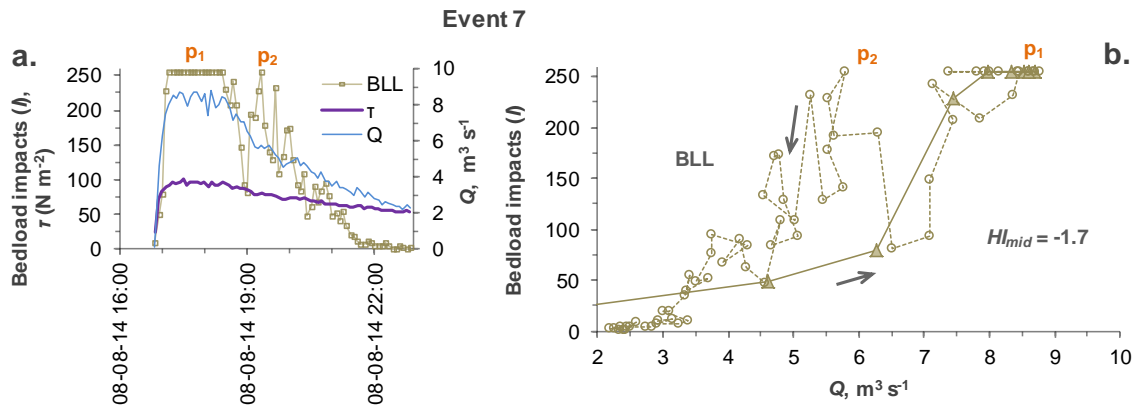 Event 7
a.
p1
p2
Bedload impacts (I)
τ (N m⁻²)
250
200
150
100
50
0
BLL
τ
Q
10
8
6
4
2
0
Q, m³ s⁻¹
08-08-14 16:00
08-08-14 19:00
08-08-14 22:00
b.
p2
p1
Bedload impacts (I)
250
200
150
100
50
0
BLL
HImid = -1.7
2 3 4 5 6 7 8 9 10
Q, m³ s⁻¹